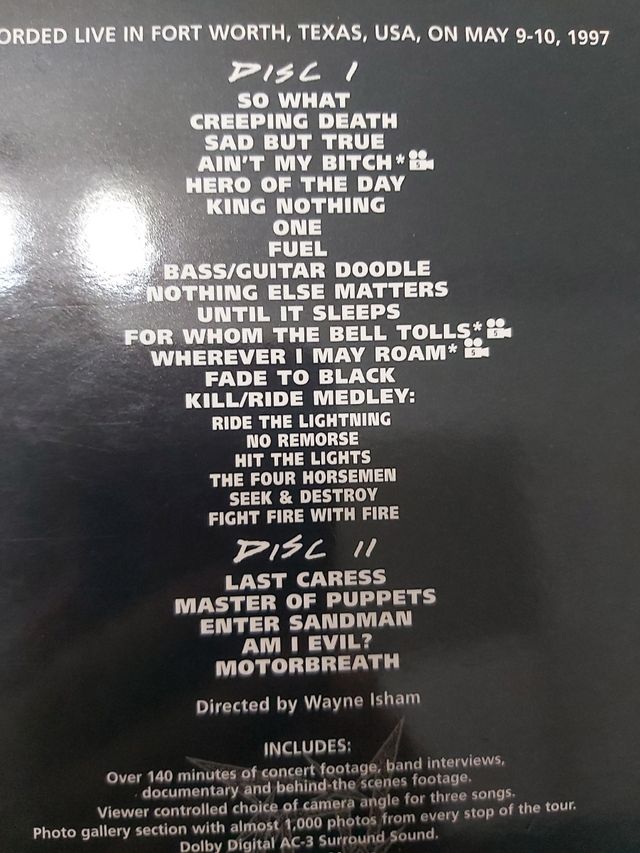 ORDED LIVE IN FORT WORTH, TEXAS, USA, ON MAY 9-10, 1997
DISC I
SO WHAT
CREEPING DEATH
SAD BUT TRUE
AIN'T MY BITCH* 5
HERO OF THE DAY
KING NOTHING
ONE
FUEL
BASS/GUITAR DOODLE
NOTHING ELSE MATTERS
UNTIL IT SLEEPS
FOR WHOM THE BELL TOLLS* 5
WHEREVER I MAY ROAM* 5
FADE TO BLACK
KILL/RIDE MEDLEY:
RIDE THE LIGHTNING
NO REMORSE
HIT THE LIGHTS
THE FOUR HORSEMEN
SEEK & DESTROY
FIGHT FIRE WITH FIRE
DISC II
LAST CARESS
MASTER OF PUPPETS
ENTER SANDMAN
AM I EVIL?
MOTORBREATH
Directed by Wayne Isham
INCLUDES:
Over 140 minutes of concert footage, band interviews,
documentary and behind-the scenes footage.
Viewer controlled choice of camera angle for three songs.
Photo gallery section with almost 1,000 photos from every stop of the tour.
Dolby Digital AC-3 Surround Sound.